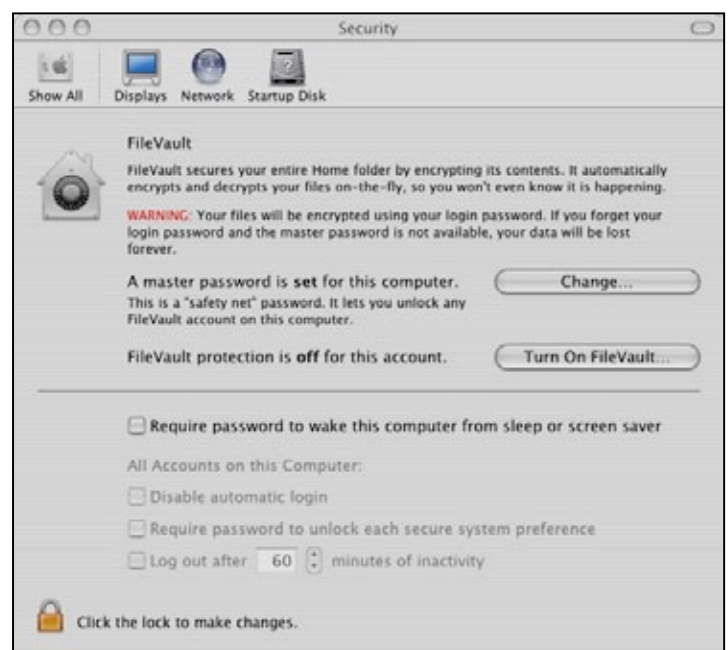 Security
Show All
Displays
Network
Startup Disk
FileVault
FileVault secures your entire Home folder by encrypting its contents. It automatically
encrypts and decrypts your files on-the-fly, so you won't even know it is happening.
WARNING: Your files will be encrypted using your login password. If you forget your
login password and the master password is not available, your data will be lost
forever.
A master password is set for this computer.
Change...
This is a "safety net" password. It lets you unlock any
FileVault account on this computer.
FileVault protection is off for this account.
Turn On FileVault...
Require password to wake this computer from sleep or screen saver
All Accounts on this Computer:
Disable automatic login
Require password to unlock each secure system preference
Log out after 60 minutes of inactivity
Click the lock to make changes.